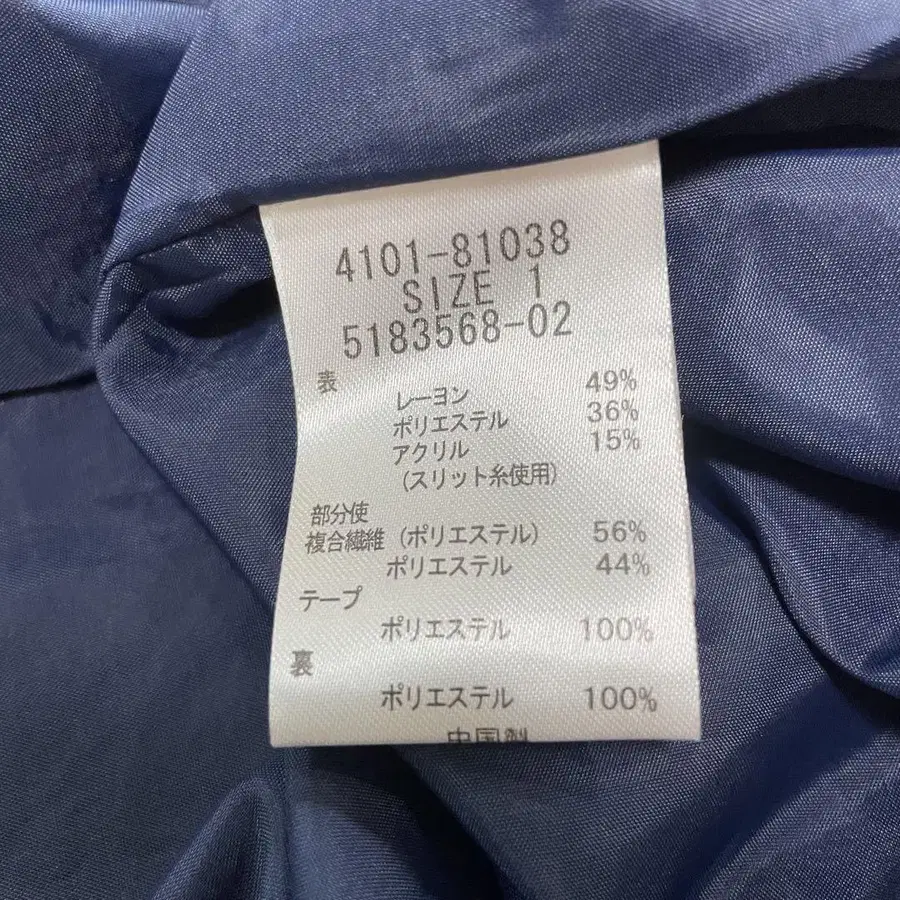 4101-81038
SIZE 1
5183568-02
表
レーヨン 49%
ポリエステル 36%
アクリル 15%
(スリット糸使用)
部分使
複合繊維(ポリエステル) 56%
ポリエステル 44%
テープ
ポリエステル 100%
裏
ポリエステル 100%
中国製